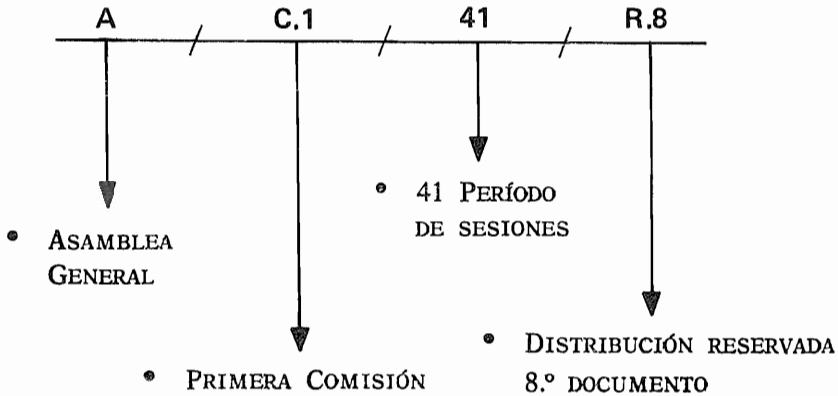 A / C.1 / 41 / R.8
• 41 PERÍODO
DE SESIONES
• ASAMBLEA
GENERAL
• DISTRIBUCIÓN RESERVADA
8.º DOCUMENTO
• PRIMERA COMISIÓN